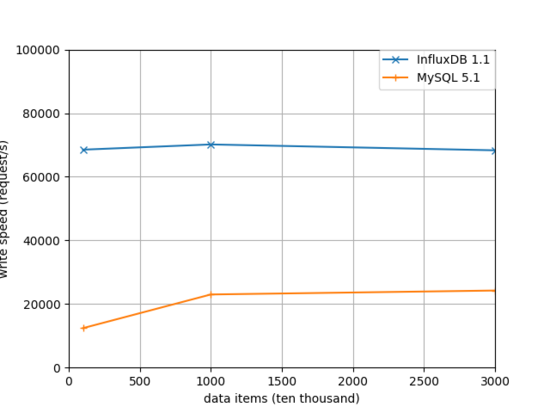 100000
80000
60000
40000
20000
0
write speed (request/s)
InfluxDB 1.1
MySQL 5.1
0 500 1000 1500 2000 2500 3000
data items (ten thousand)